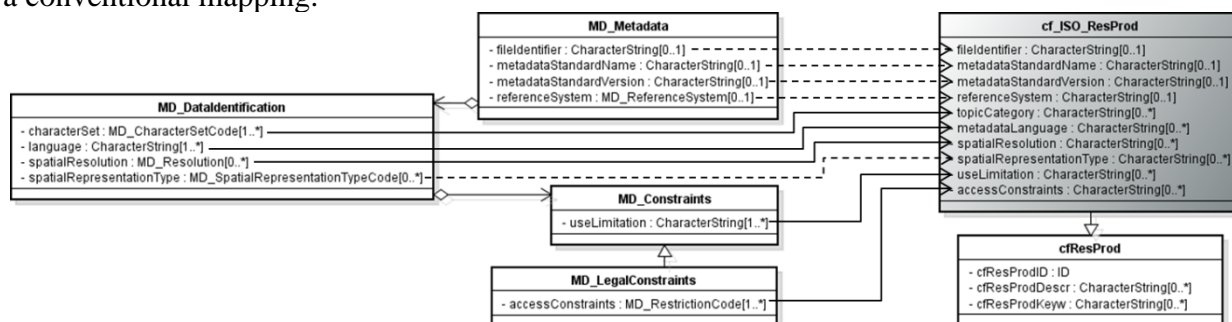 a conventional mapping.
MD_Metadata
- fileIdentifier : CharacterString[0..1]
- metadataStandardName : CharacterString[0..1]
- metadataStandardVersion : CharacterString[0..1]
- referenceSystem : MD_ReferenceSystem[0..1]
cf_ISO_ResProd
- fileIdentifier : CharacterString[0..1]
- metadataStandardName : CharacterString[0..1]
- metadataStandardVersion : CharacterString[0..1]
- referenceSystem : CharacterString[0..1]
- topicCategory : CharacterString[0..*]
- metadataLanguage : CharacterString[0..*]
- spatialResolution : CharacterString[0..*]
- spatialRepresentationType : CharacterString[0..*]
- useLimitation : CharacterString[0..*]
- accessConstraints : CharacterString[0..*]
MD_DataIdentification
- characterSet : MD_CharacterSetCode[1..*]
- language : CharacterString[1..*]
- spatialResolution : MD_Resolution[0..*]
- spatialRepresentationType : MD_SpatialRepresentationTypeCode[0..*]
MD_Constraints
- useLimitation : CharacterString[1..*]
MD_LegalConstraints
- accessConstraints : MD_RestrictionCode[1..*]
cfResProd
- cfResProdID : ID
- cfResProdDescr : CharacterString[0..*]
- cfResProdKeyw : CharacterString[0..*]